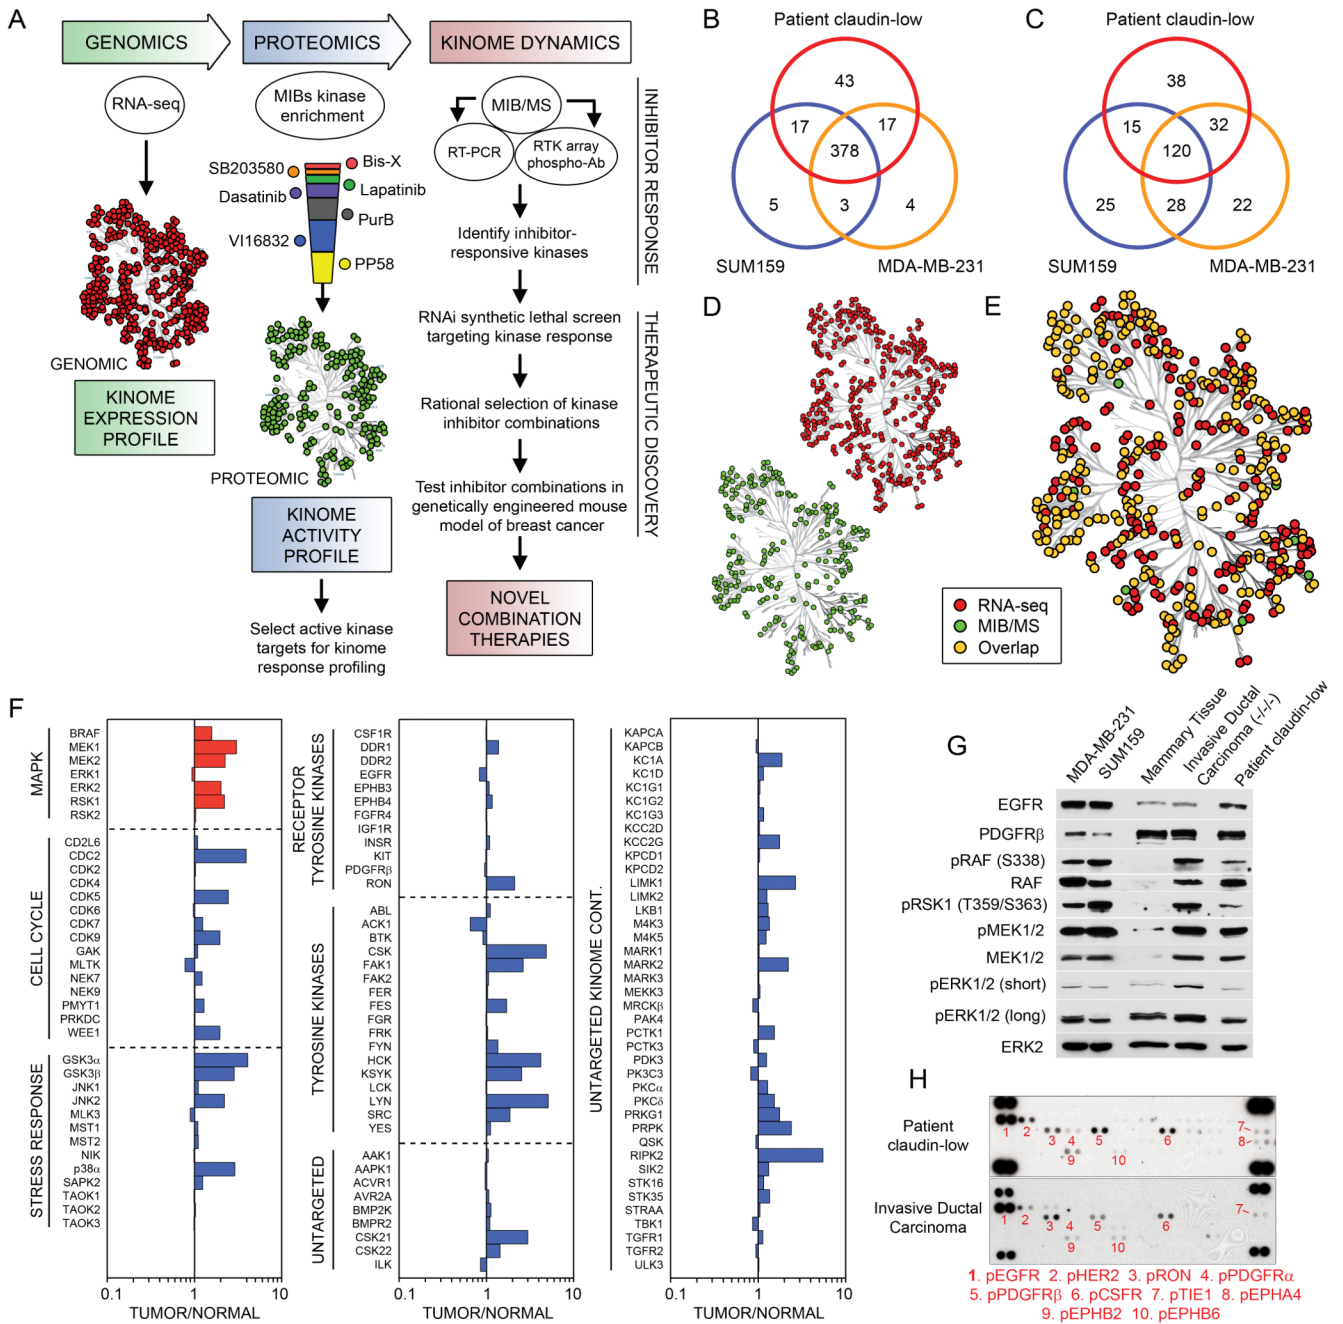 A
GENOMICS
PROTEOMICS
KINOME DYNAMICS
RNA-seq
MIBs kinase
enrichment
MIB/MS
RT-PCR
RTK array
phospho-Ab
SB203580
Bis-X
Dasatinib
Lapatinib
PurB
VI16832
PP58
GENOMIC
KINOME
EXPRESSION
PROFILE
PROTEOMIC
KINOME
ACTIVITY
PROFILE
Select active kinase
targets for kinome
response profiling
Identify inhibitor-
responsive kinases
RNAi synthetic lethal screen
targeting kinase response
Rational selection of kinase
inhibitor combinations
Test inhibitor combinations in
genetically engineered mouse
model of breast cancer
NOVEL
COMBINATION
THERAPIES
INHIBITOR RESPONSE
THERAPEUTIC DISCOVERY
B
Patient claudin-low
43
17
17
378
5
3
4
SUM159
MDA-MB-231
C
Patient claudin-low
38
15
32
120
25
28
22
SUM159
MDA-MB-231
D
E
RNA-seq
MIB/MS
Overlap
F
MAPK
BRAF
MEK1
MEK2
ERK1
ERK2
RSK1
RSK2
CELL CYCLE
CD2L6
CDC2
CDK2
CDK4
CDK5
CDK6
CDK7
CDK9
GAK
MLTK
NEK7
NEK9
PMYT1
PRKDC
WEE1
STRESS RESPONSE
GSK3α
GSK3β
JNK1
JNK2
MLK3
MST1
MST2
NIK
p38α
SAPK2
TAOK1
TAOK2
TAOK3
0.1
1
10
TUMOR/NORMAL
RECEPTOR
TYROSINE KINASES
CSF1R
DDR1
DDR2
EGFR
EPHB3
EPHB4
FGFR4
IGF1R
INSR
KIT
PDGFRβ
RON
TYROSINE KINASES
ABL
ACK1
BTK
CSK
FAK1
FAK2
FER
FES
FGR
FRK
FYN
HCK
KSYK
LCK
LYN
SRC
YES
UNTARGETED
AAK1
AAPK1
ACVR1
AVR2A
BMP2K
BMPR2
CSK21
CSK22
ILK
0.1
1
10
TUMOR/NORMAL
UNTARGETED KINOME CONT.
KAPCA
KAPCB
KC1A
KC1D
KC1G1
KC1G2
KC1G3
KCC2D
KCC2G
KPCD1
KPCD2
LIMK1
LIMK2
LKB1
M4K3
M4K5
MARK1
MARK2
MARK3
MEKK3
MRCKβ
PAK4
PCTK1
PCTK3
PDK3
PK3C3
PKCα
PKCδ
PRKG1
PRPK
QSK
RIPK2
SIK2
STK16
STK35
STRAA
TBK1
TGFR1
TGFR2
ULK3
0.1
1
10
TUMOR/NORMAL
G
MDA-MB-231
SUM159
Mammary Tissue
Invasive Ductal
Carcinoma (-/-/-)
Patient claudin-low
EGFR
PDGFRβ
pRAF (S338)
RAF
pRSK1 (T359/S363)
pMEK1/2
MEK1/2
pERK1/2 (short)
pERK1/2 (long)
ERK2
H
Patient
claudin-low
1
2
3
4
5
6
7
8
9
10
Invasive Ductal
Carcinoma
1
2
3
4
5
6
7
9
10
1. pEGFR 2. pHER2 3. pRON 4. pPDGFRα
5. pPDGFRβ 6. pCSFR 7. pTIE1 8. pEPHA4
9. pEPHB2 10. pEPHB6